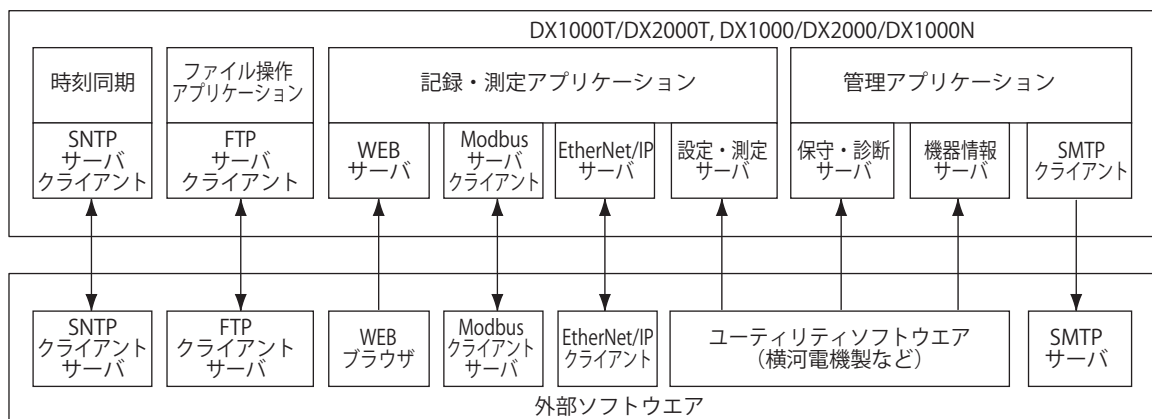 DX1000T/DX2000T, DX1000/DX2000/DX1000N
時刻同期
ファイル操作
アプリケーション
記録・測定アプリケーション
管理アプリケーション
SNTP
サーバ
クライアント
FTP
サーバ
クライアント
WEB
サーバ
Modbus
サーバ
クライアント
EtherNet/IP
サーバ
設定・測定
サーバ
保守・診断
サーバ
機器情報
サーバ
SMTP
クライアント
SNTP
クライアント
サーバ
FTP
クライアント
サーバ
WEB
ブラウザ
Modbus
クライアント
サーバ
EtherNet/IP
クライアント
ユーティリティソフトウエア
(横河電機製など)
SMTP
サーバ
外部ソフトウエア